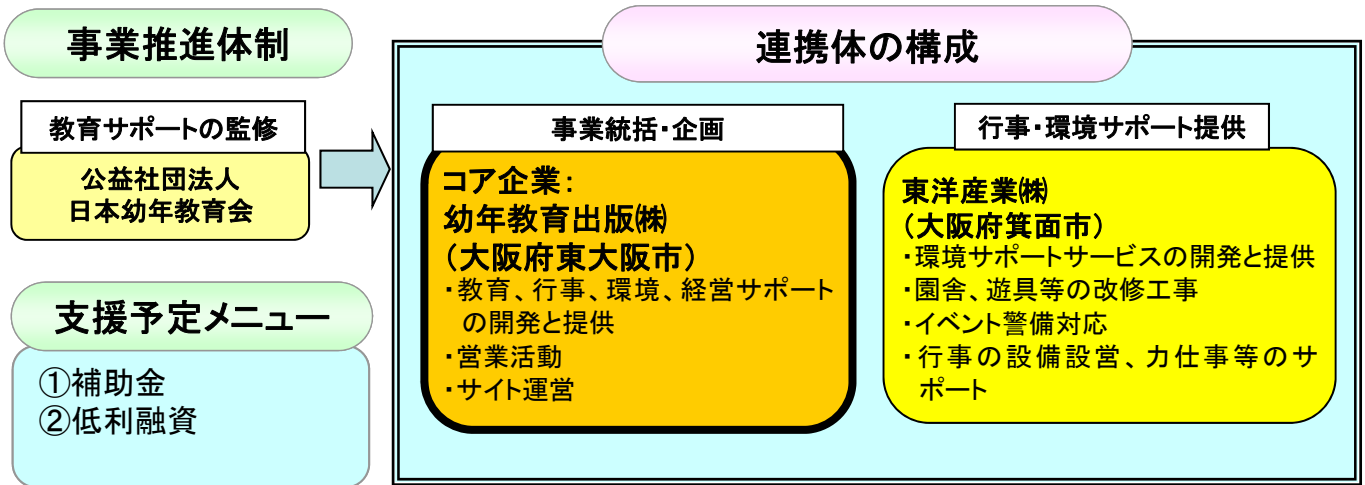 事業推進体制
教育サポートの監修
公益社団法人
日本幼年教育会
支援予定メニュー
①補助金
②低利融資
連携体の構成
事業統括・企画
コア企業：
幼年教育出版㈱
（大阪府東大阪市）
・教育、行事、環境、経営サポート
の開発と提供
・営業活動
・サイト運営
行事・環境サポート提供
東洋産業㈱
（大阪府箕面市）
・環境サポートサービスの開発と提供
・園舎、遊具等の改修工事
・イベント警備対応
・行事の設備設営、力仕事等のサ
ポート